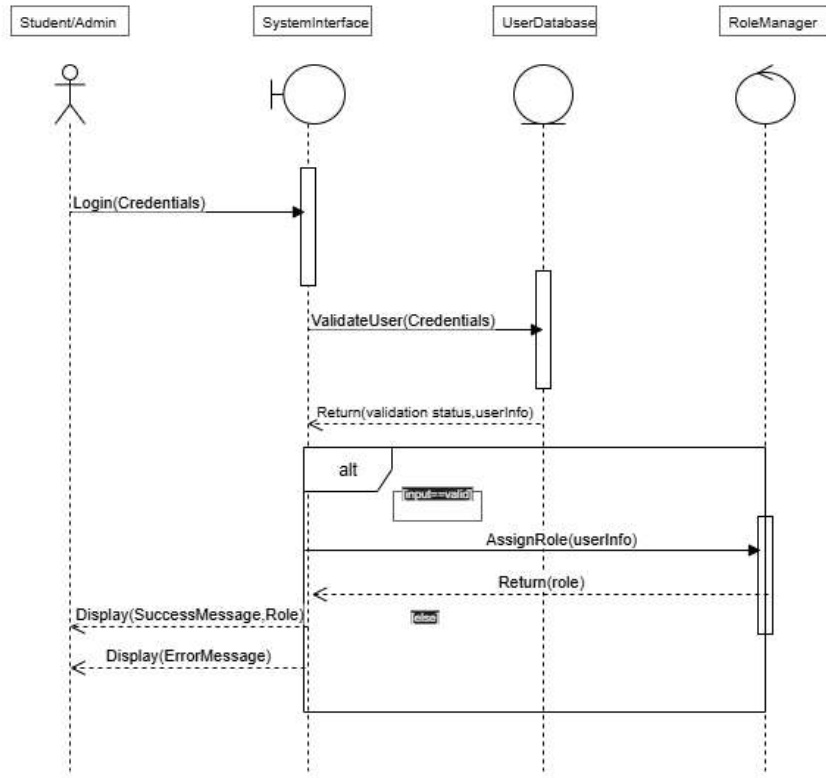 Student/Admin
SystemInterface
UserDatabase
RoleManager
Login(Credentials)
ValidateUser(Credentials)
Return(validation status,userInfo)
alt
[input==valid]
AssignRole(userInfo)
Return(role)
Display(SuccessMessage,Role)
[else]
Display(ErrorMessage)